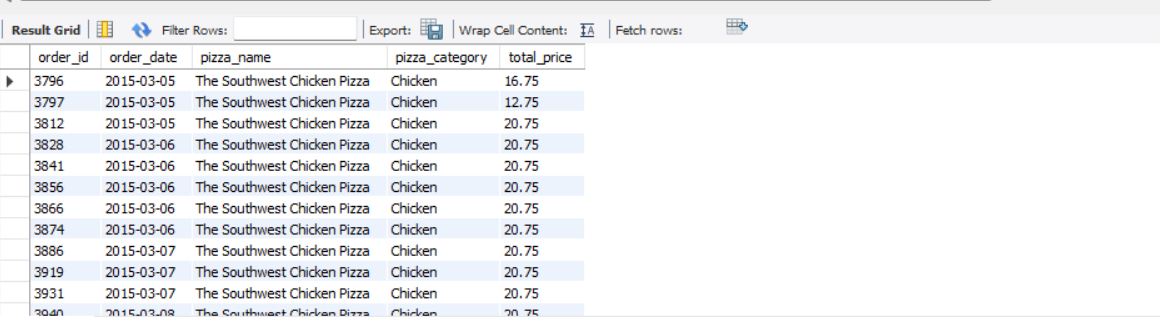 Result Grid Filter Rows: Export: Wrap Cell Content: Fetch rows:
order_id order_date pizza_name pizza_category total_price
3796 2015-03-05 The Southwest Chicken Pizza Chicken 16.75
3797 2015-03-05 The Southwest Chicken Pizza Chicken 12.75
3812 2015-03-05 The Southwest Chicken Pizza Chicken 20.75
3828 2015-03-06 The Southwest Chicken Pizza Chicken 20.75
3841 2015-03-06 The Southwest Chicken Pizza Chicken 20.75
3856 2015-03-06 The Southwest Chicken Pizza Chicken 20.75
3866 2015-03-06 The Southwest Chicken Pizza Chicken 20.75
3874 2015-03-06 The Southwest Chicken Pizza Chicken 20.75
3886 2015-03-07 The Southwest Chicken Pizza Chicken 20.75
3919 2015-03-07 The Southwest Chicken Pizza Chicken 20.75
3931 2015-03-07 The Southwest Chicken Pizza Chicken 20.75
3940 2015-03-08 The Southwest Chicken Pizza Chicken 20.75